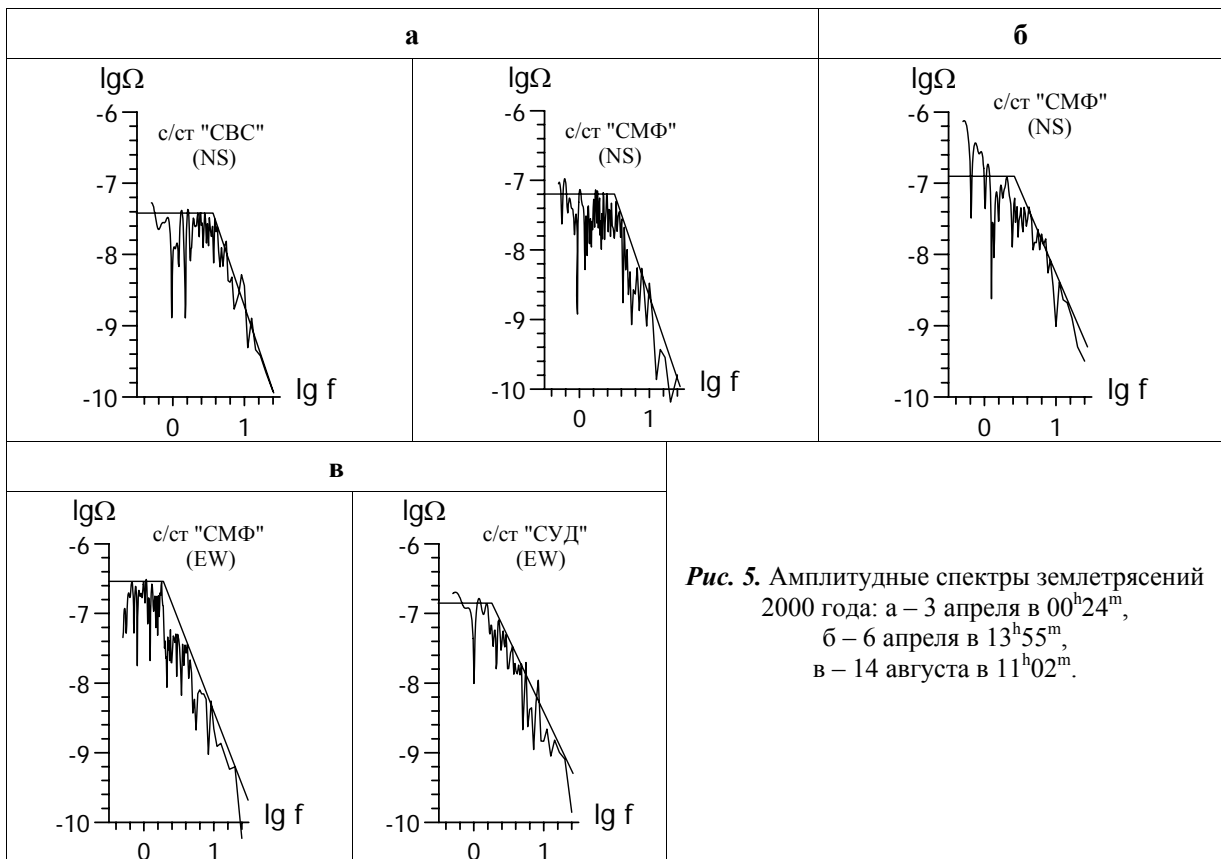 а
б
lgΩ
с/ст "СВС"
(NS)
-6
-7
-8
-9
-10
0
1
lg f
lgΩ
с/ст "СМФ"
(NS)
-6
-7
-8
-9
-10
0
1
lg f
lgΩ
с/ст "СМФ"
(NS)
-6
-7
-8
-9
-10
0
1
lg f
в
lgΩ
с/ст "СМФ"
(EW)
-6
-7
-8
-9
-10
0
1
lg f
lgΩ
с/ст "СУД"
(EW)
-6
-7
-8
-9
-10
0
1
lg f
Рис. 5. Амплитудные спектры землетрясений
2000 года: а – 3 апреля в 00ʰ24ᵐ,
б – 6 апреля в 13ʰ55ᵐ,
в – 14 августа в 11ʰ02ᵐ.